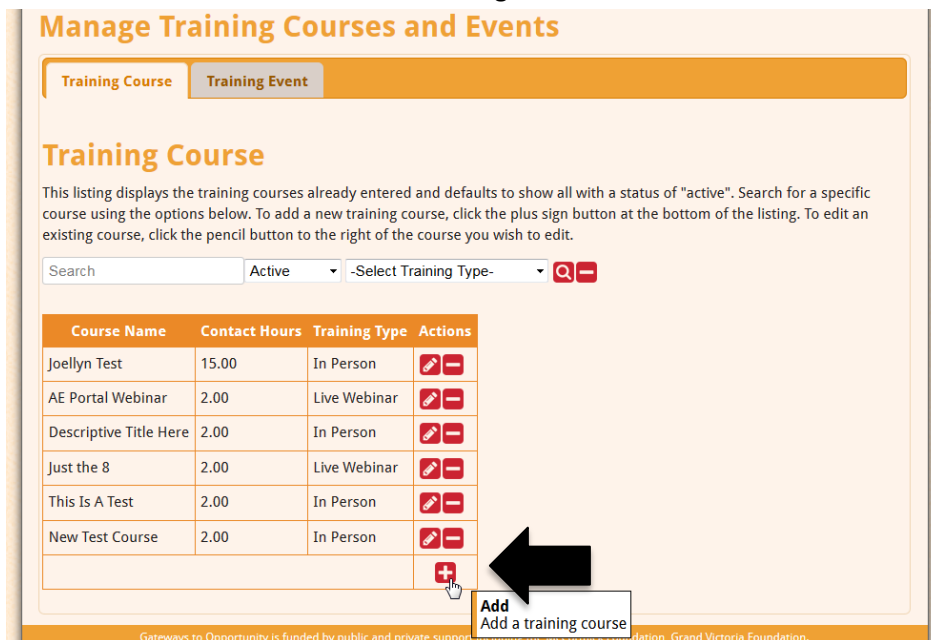 Manage Training Courses and Events
Training Course Training Event
Training Course
This listing displays the training courses already entered and defaults to show all with a status of "active". Search for a specific
course using the options below. To add a new training course, click the plus sign button at the bottom of the listing. To edit an
existing course, click the pencil button to the right of the course you wish to edit.
Search Active -Select Training Type-
Course Name Contact Hours Training Type Actions
Joellyn Test 15.00 In Person
AE Portal Webinar 2.00 Live Webinar
Descriptive Title Here 2.00 In Person
Just the 8 2.00 Live Webinar
This Is A Test 2.00 In Person
New Test Course 2.00 In Person
Add
Add a training course
Gateways to Opportunity is funded by public and private support Grand Victoria Foundation.